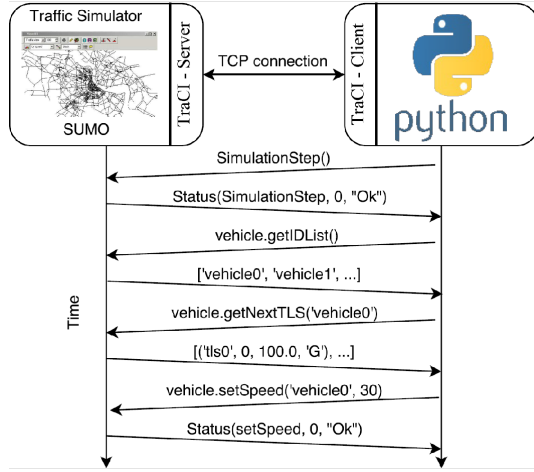 Traffic Simulator
SUMO
TraCI - Server
TCP connection
TraCI - Client
python
SimulationStep()
Status(SimulationStep, 0, "Ok")
vehicle.getIDList()
['vehicle0', 'vehicle1', ...]
vehicle.getNextTLS('vehicle0')
[('tls0', 0, 100.0, 'G'), ...]
vehicle.setSpeed('vehicle0', 30)
Status(setSpeed, 0, "Ok")
Time